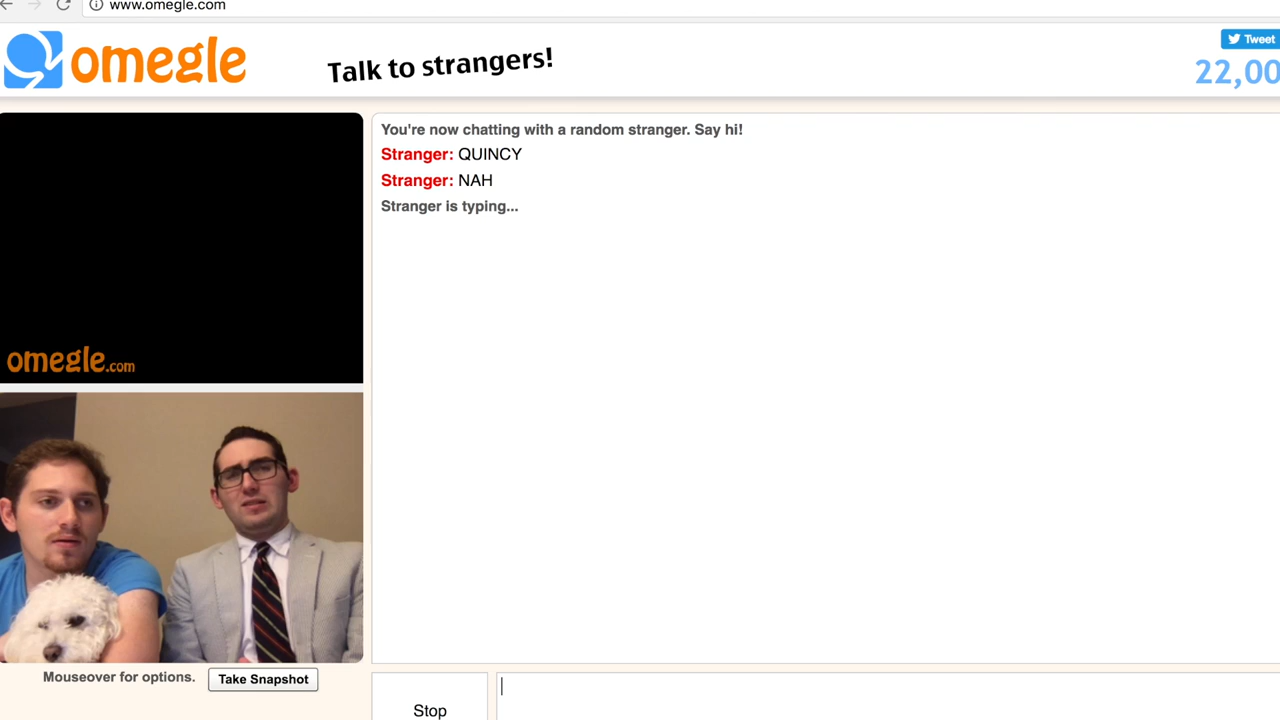 www.omegle.com
omegle
Talk to strangers!
Tweet
22,00
You're now chatting with a random stranger. Say hi!
Stranger: QUINCY
Stranger: NAH
Stranger is typing...
omegle.com
Mouseover for options.
Take Snapshot
Stop